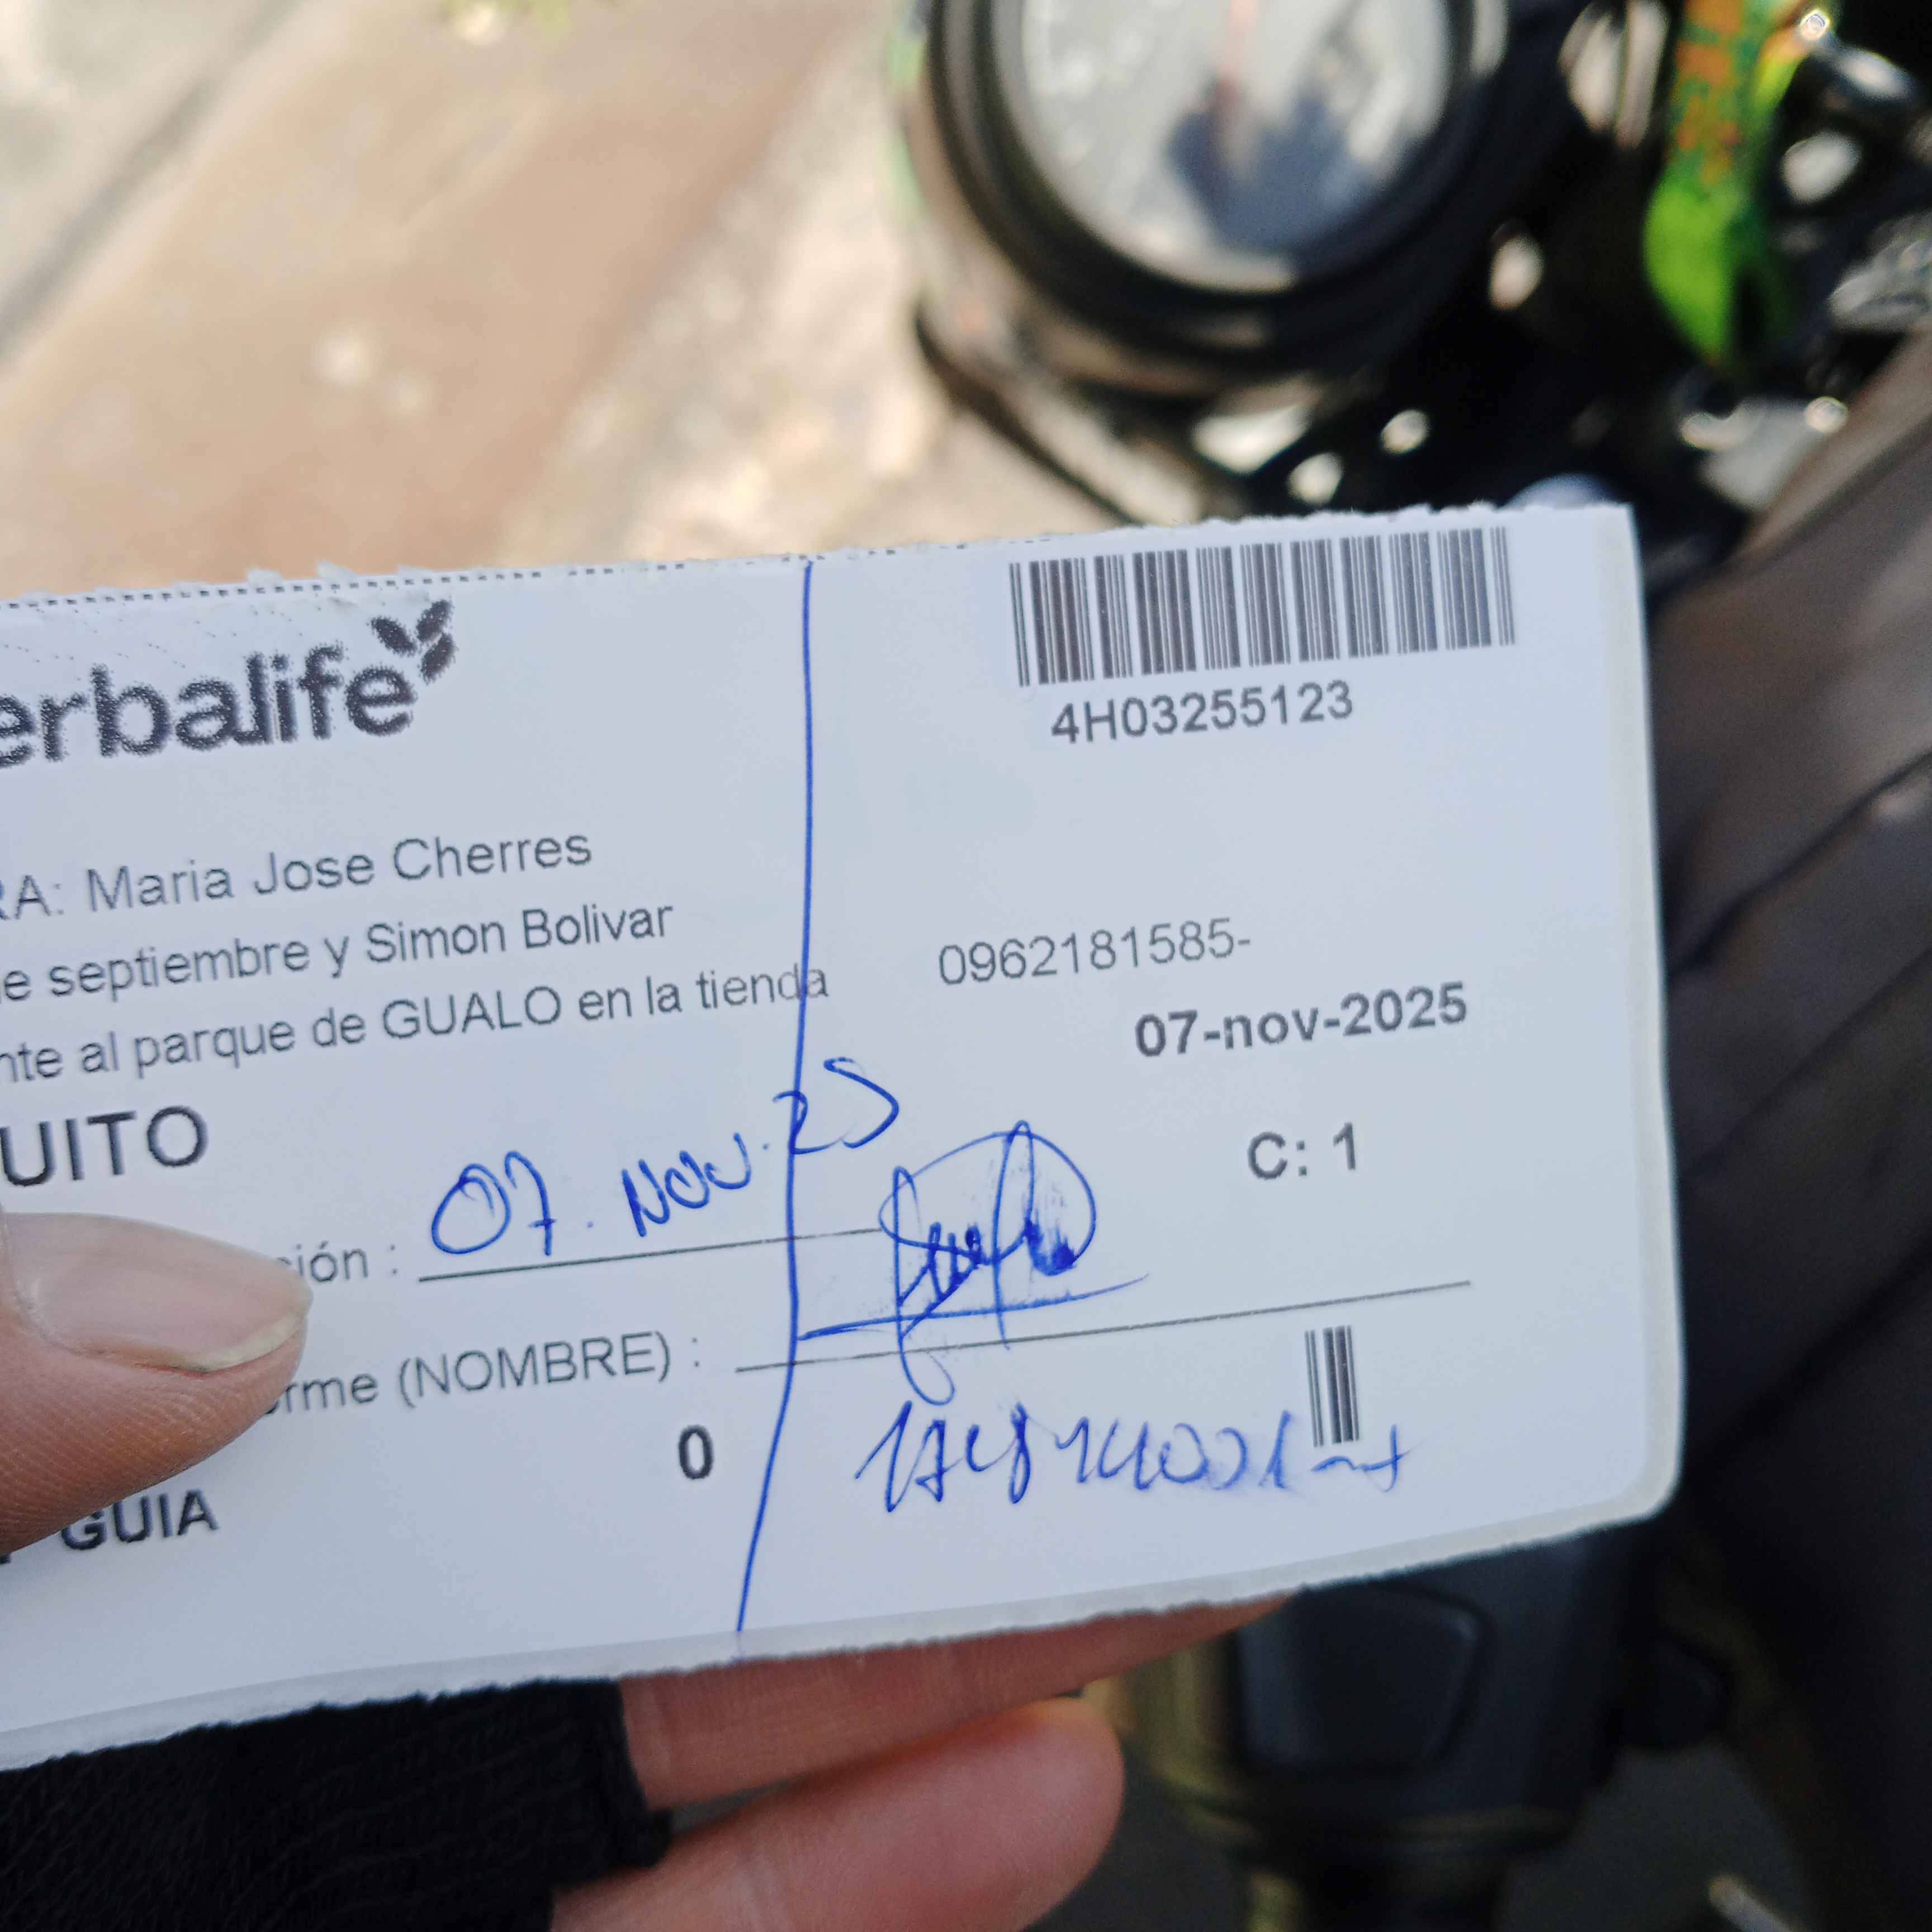 erbalife
4H03255123
RA: Maria Jose Cherres
e septiembre y Simon Bolivar
0962181585-
nte al parque de GUALO en la tienda
07-nov-2025
UITO
C: 1
ión : 07. NOV. 25
rme (NOMBRE) :
0
GUIA